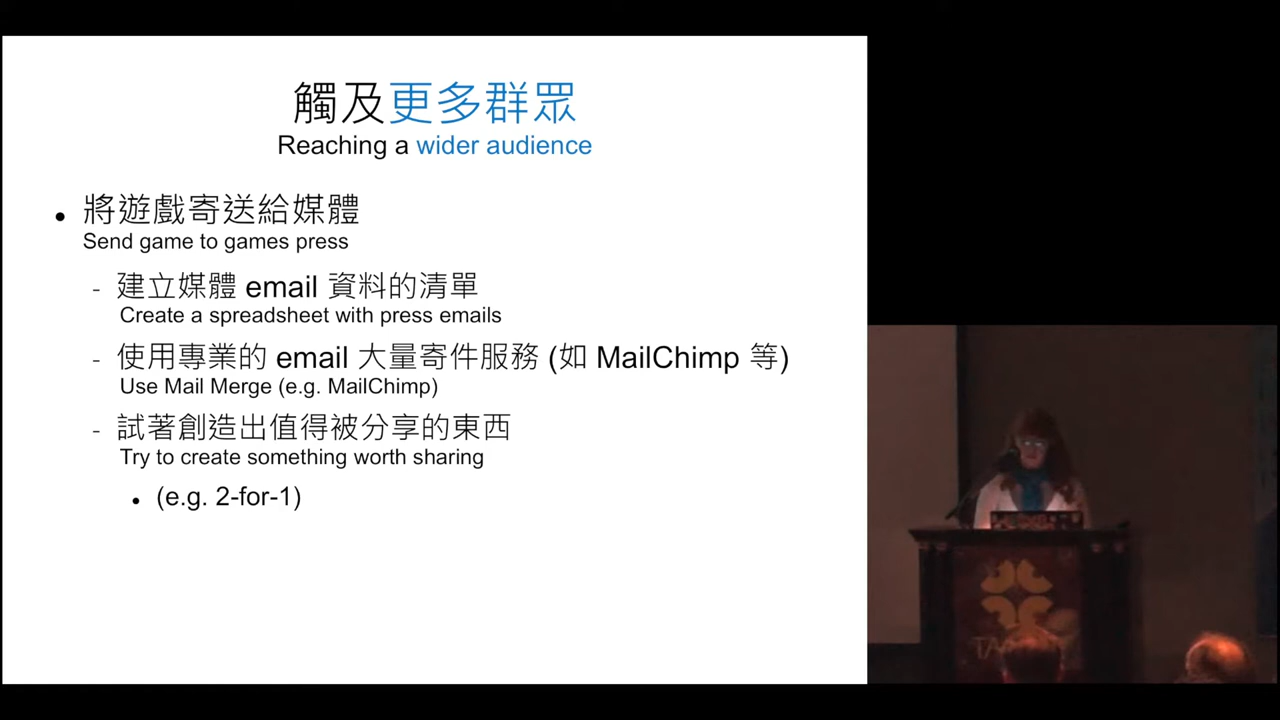 觸及更多群眾
Reaching a wider audience
• 將遊戲寄送給媒體
Send game to games press
- 建立媒體 email 資料的清單
Create a spreadsheet with press emails
- 使用專業的 email 大量寄件服務 (如 MailChimp 等)
Use Mail Merge (e.g. MailChimp)
- 試著創造出值得被分享的東西
Try to create something worth sharing
• (e.g. 2-for-1)